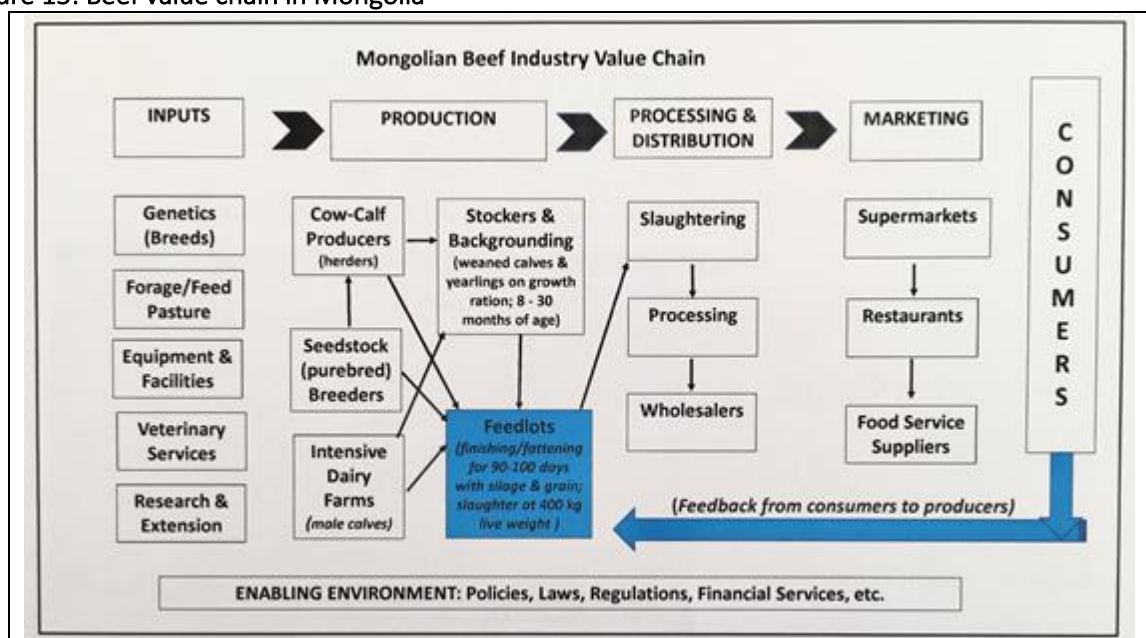 Beef value chain in Mongolia
Mongolian Beef Industry Value Chain
INPUTS
PRODUCTION
PROCESSING &
DISTRIBUTION
MARKETING
CONSUMERS
Genetics
(Breeds)
Forage/Feed
Pasture
Equipment &
Facilities
Veterinary
Services
Research &
Extension
Cow-Calf
Producers
(herders)
Seedstock
(purebred)
Breeders
Intensive
Dairy
Farms
(male calves)
Stockers &
Backgrounding
(weaned calves &
yearlings on growth
ration; 8 - 30
months of age)
Feedlots
(finishing/fattening
for 90-100 days
with silage & grain;
slaughter at 400 kg
live weight )
Slaughtering
Processing
Wholesalers
Supermarkets
Restaurants
Food Service
Suppliers
(Feedback from consumers to producers)
ENABLING ENVIRONMENT: Policies, Laws, Regulations, Financial Services, etc.